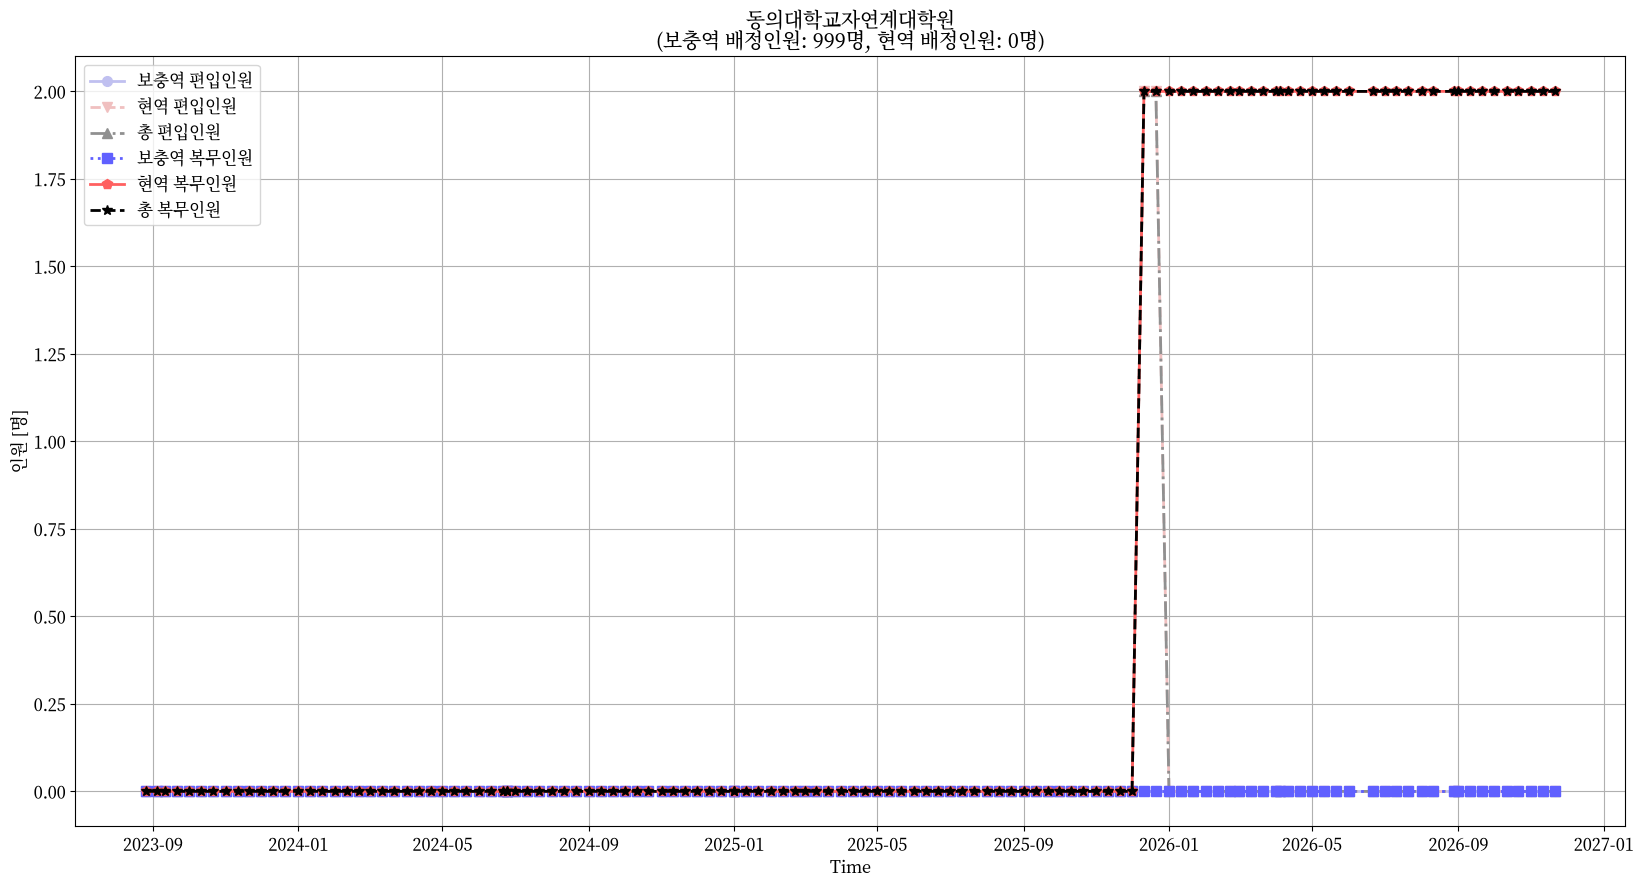 동의대학교자연계대학원
(보충역 배정인원: 999명, 현역 배정인원: 0명)
보충역 편입인원
현역 편입인원
총 편입인원
보충역 복무인원
현역 복무인원
총 복무인원
인원 [명]
2.00
1.75
1.50
1.25
1.00
0.75
0.50
0.25
0.00
2023-09 2024-01 2024-05 2024-09 2025-01 2025-05 2025-09 2026-01 2026-05 2026-09 2027-01
Time